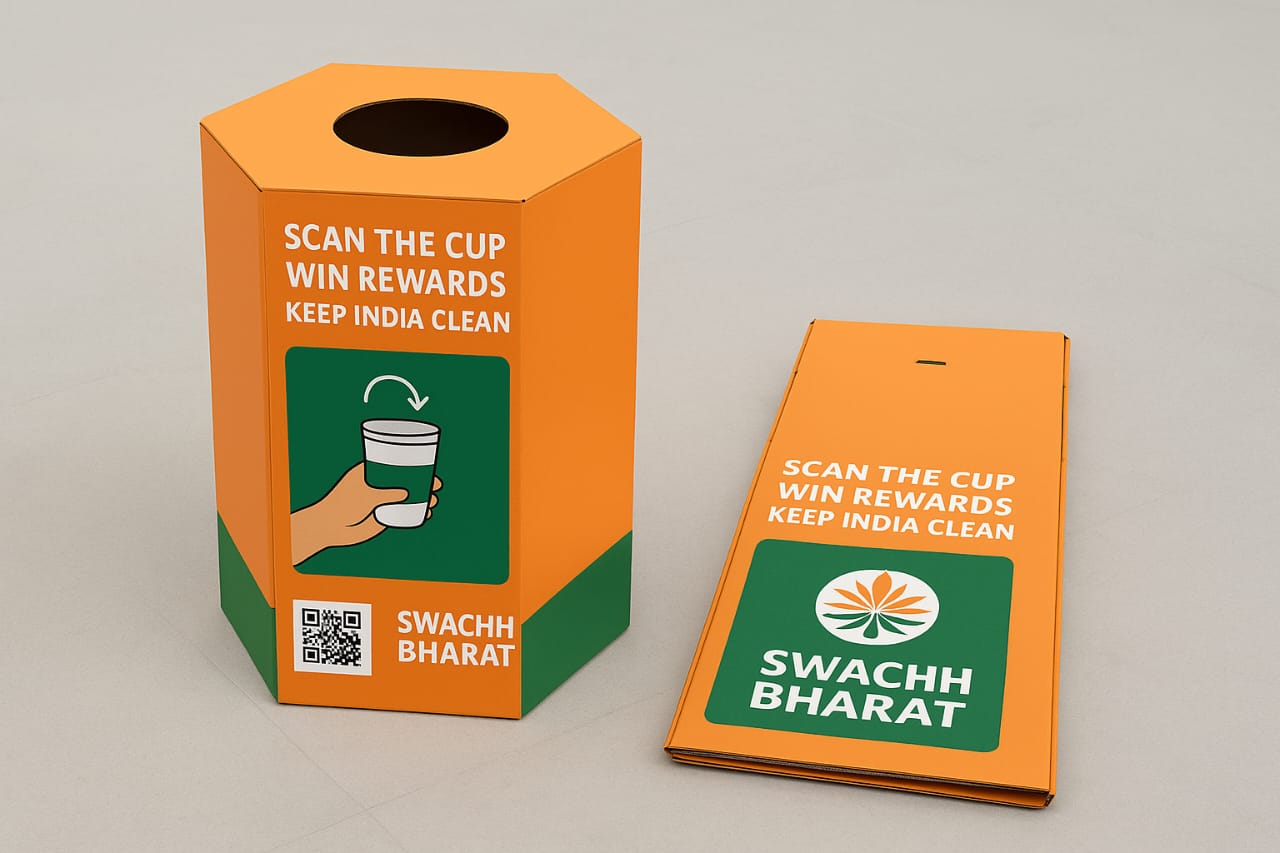 SCAN THE CUP
WIN REWARDS
KEEP INDIA CLEAN
SWACHH
BHARAT
SCAN THE CUP
WIN REWARDS
KEEP INDIA CLEAN
SWACHH
BHARAT